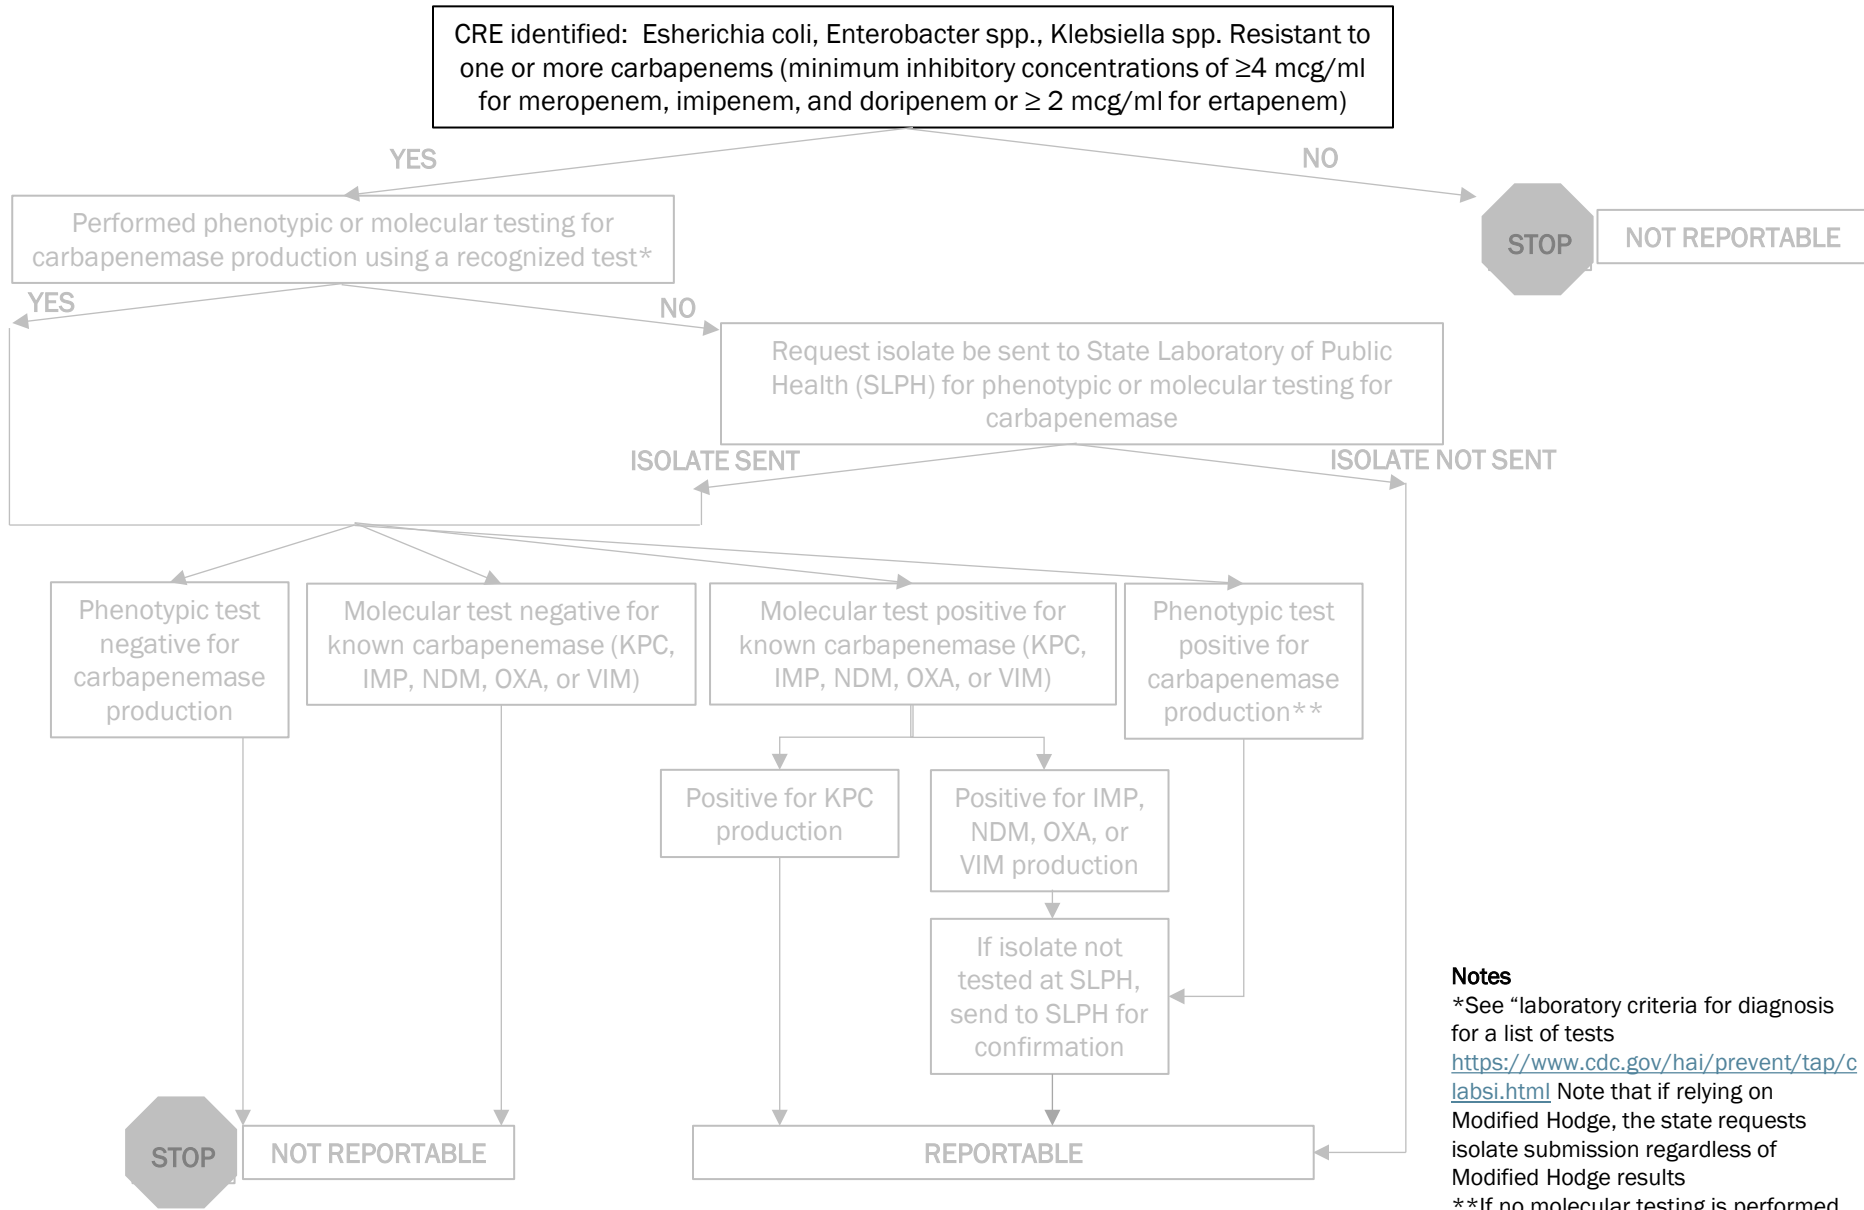 CRE identified:  Esherichia coli, Enterobacter spp., Klebsiella spp. Resistant to
one or more carbapenems (minimum inhibitory concentrations of ≥4 mcg/ml
for meropenem, imipenem, and doripenem or ≥ 2 mcg/ml for ertapenem)
YES
NO
Performed phenotypic or molecular testing for
carbapenemase production using a recognized test*
STOP
NOT REPORTABLE
YES
NO
Request isolate be sent to State Laboratory of Public
Health (SLPH) for phenotypic or molecular testing for
carbapenemase
ISOLATE SENT
ISOLATE NOT SENT
Phenotypic test
negative for
carbapenemase
production
Molecular test negative for
known carbapenemase (KPC,
IMP, NDM, OXA, or VIM)
Molecular test positive for
known carbapenemase (KPC,
IMP, NDM, OXA, or VIM)
Phenotypic test
positive for
carbapenemase
production**
Positive for KPC
production
Positive for IMP,
NDM, OXA, or
VIM production
If isolate not
tested at SLPH,
send to SLPH for
confirmation
STOP
NOT REPORTABLE
REPORTABLE
Notes
*See “laboratory criteria for diagnosis
for a list of tests
https://www.cdc.gov/hai/prevent/tap/c
labsi.html Note that if relying on
Modified Hodge, the state requests
isolate submission regardless of
Modified Hodge results
**If no molecular testing is performed